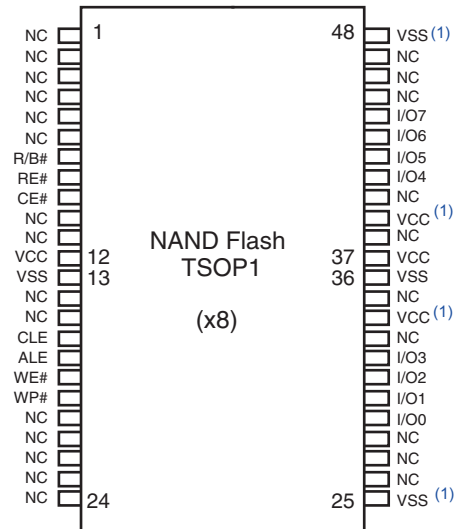 NC 1 48 VSS (1)
NC NC
NC NC
NC NC
NC I/O7
NC I/O6
R/B# I/O5
RE# I/O4
CE# NC
NC VCC (1)
NC NAND Flash NC
VCC 12 37 VCC
TSOP1
VSS 13 36 VSS
NC NC
NC (x8) VCC (1)
CLE NC
ALE I/O3
WE# I/O2
WP# I/O1
NC I/O0
NC NC
NC NC
NC NC
NC 24 25 VSS (1)